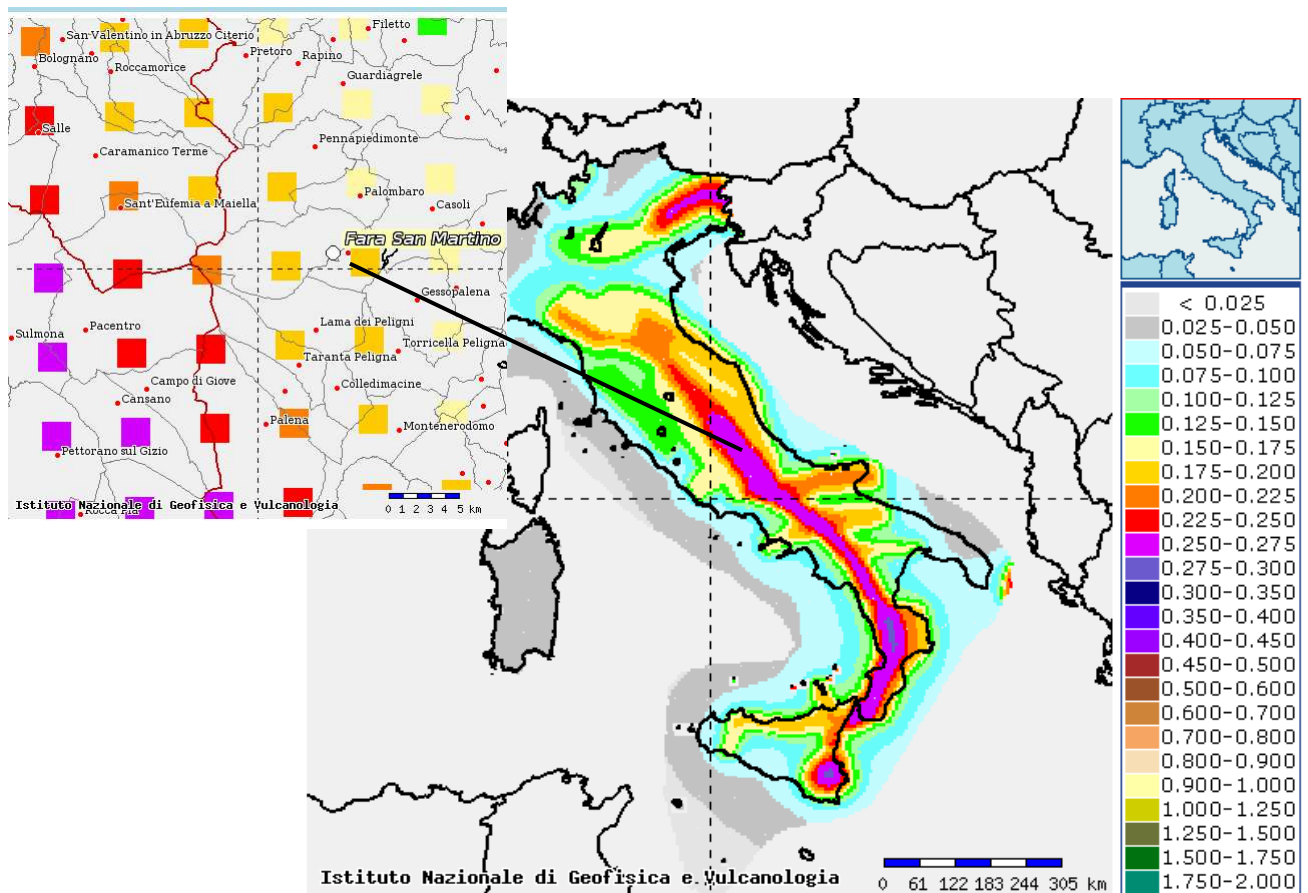 Filetto
San Valentino in Abruzzo Citerio
Pretoro
Bolognano
Rapino
Roccamorice
Guardiagrele
Salle
Pennapiedimonte
Caramanico Terme
Palombaro
Sant'Eufemia a Maiella
Casoli
Fara San Martino
Gessopalena
Pacentro
Lama dei Peligni
Sulmona
Torricella Peligna
Taranta Peligna
Campo di Giove
Colledimacine
Cansano
Palena
Montenerodomo
Pettorano sul Gizio
Istituto Nazionale di Geofisica e Vulcanologia
0 1 2 3 4 5 km
< 0.025
0.025-0.050
0.050-0.075
0.075-0.100
0.100-0.125
0.125-0.150
0.150-0.175
0.175-0.200
0.200-0.225
0.225-0.250
0.250-0.275
0.275-0.300
0.300-0.350
0.350-0.400
0.400-0.450
0.450-0.500
0.500-0.600
0.600-0.700
0.700-0.800
0.800-0.900
0.900-1.000
1.000-1.250
1.250-1.500
1.500-1.750
1.750-2.000
Istituto Nazionale di Geofisica e Vulcanologia
0 61 122 183 244 305 km